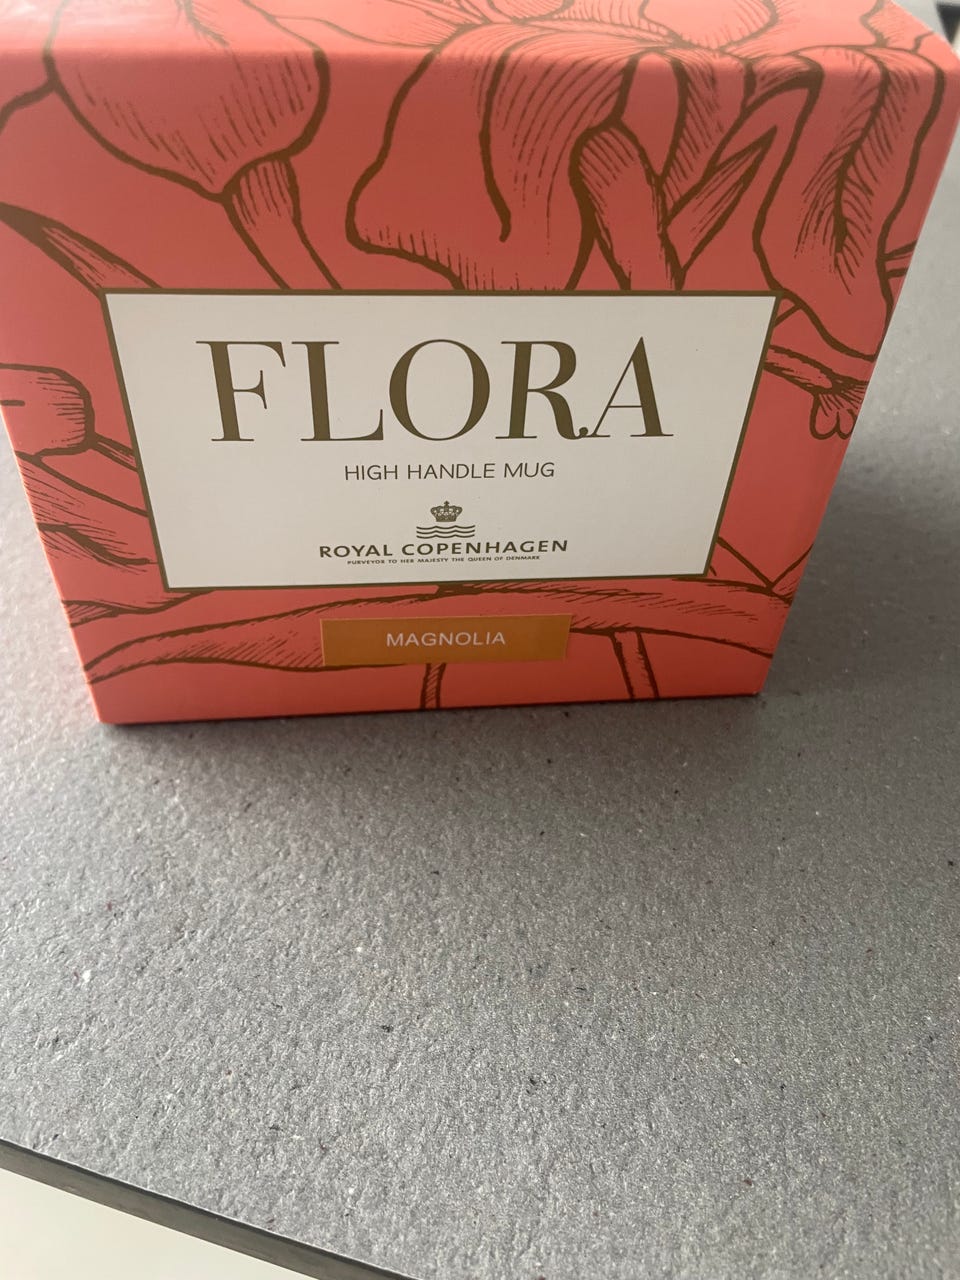 FLORA
HIGH HANDLE MUG
ROYAL COPENHAGEN
PURVEYOR TO HER MAJESTY THE QUEEN OF DENMARK
MAGNOLIA